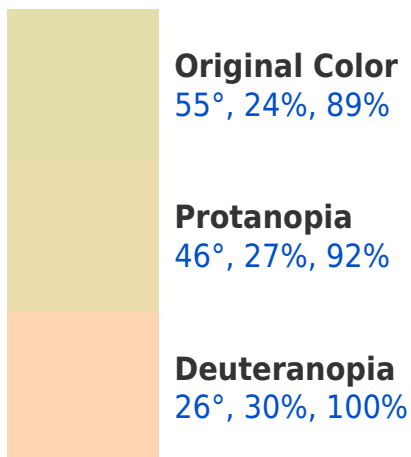 Original Color
55°, 24%, 89%
Protanopia
46°, 27%, 92%
Deuteranopia
26°, 30%, 100%